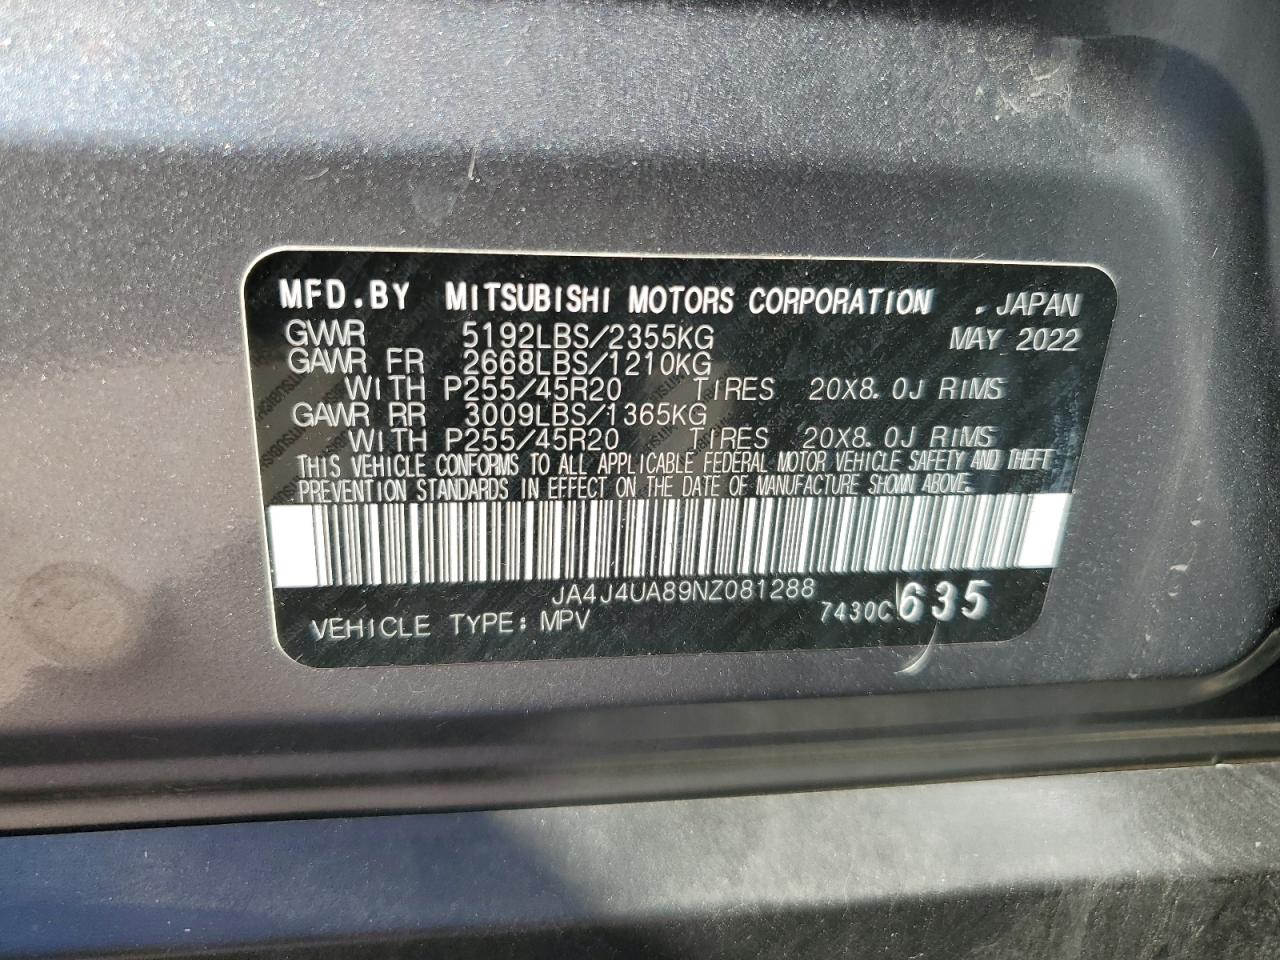 MFD.BY MITSUBISHI MOTORS CORPORATION . JAPAN
GVWR 5192LBS/2355KG MAY 2022
GAWR FR 2668LBS/1210KG
WITH P255/45R20 TIRES 20X8.0J RIMS
GAWR RR 3009LBS/1365KG
WITH P255/45R20 TIRES 20X8.0J RIMS
THIS VEHICLE CONFORMS TO ALL APPLICABLE FEDERAL MOTOR VEHICLE SAFETY AND THEFT
PREVENTION STANDARDS IN EFFECT ON THE DATE OF MANUFACTURE SHOWN ABOVE.
JA4J4UA89NZ081288
VEHICLE TYPE: MPV 7430C635